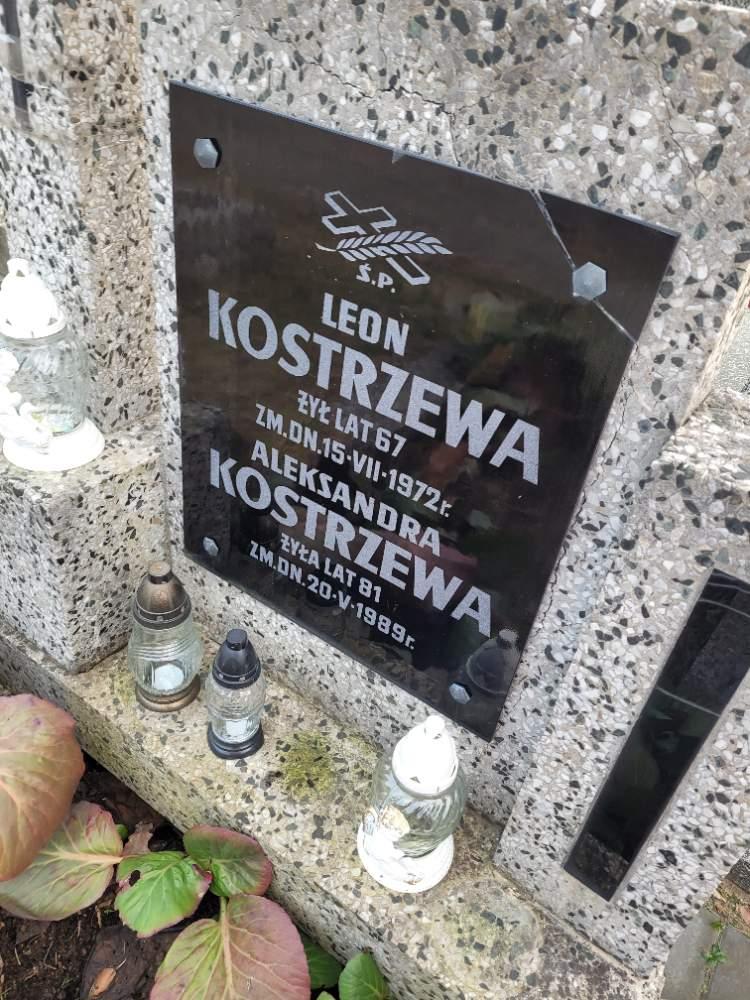 Ś.P.
LEON
KOSTRZEWA
ŻYŁ LAT 67
ZM.DN.15-VII-1972r.
ALEKSANDRA
KOSTRZEWA
ŻYŁA LAT 81
ZM.DN.20-V-1989r.